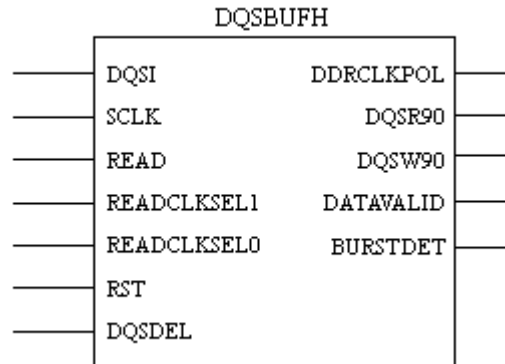 DQSBUFH
DQSI DDRCLKPOL
SCLK DQSR90
READ DQSW90
READCLKSEL1 DATAVALID
READCLKSEL0 BURSTDET
RST
DQSDEL